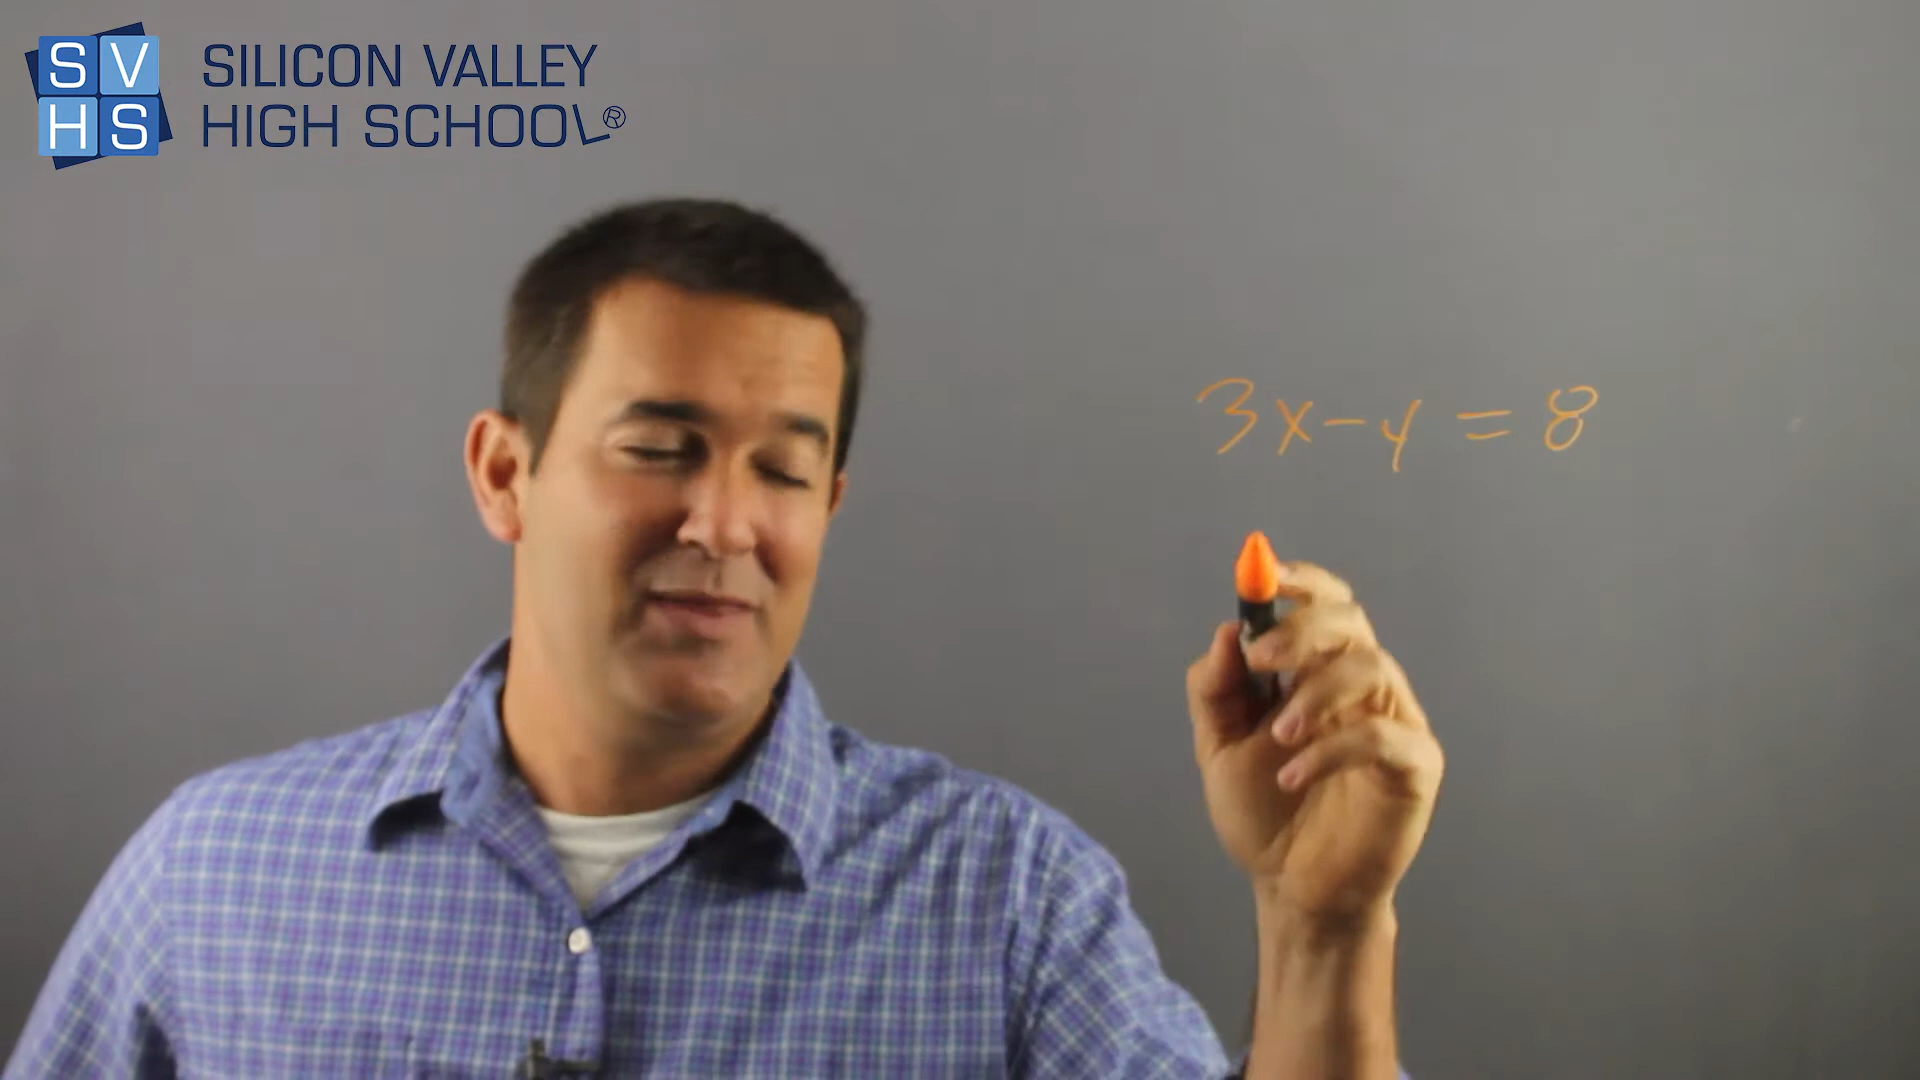 SV
HS
SILICON VALLEY
HIGH SCHOOL®
3x-y = 8